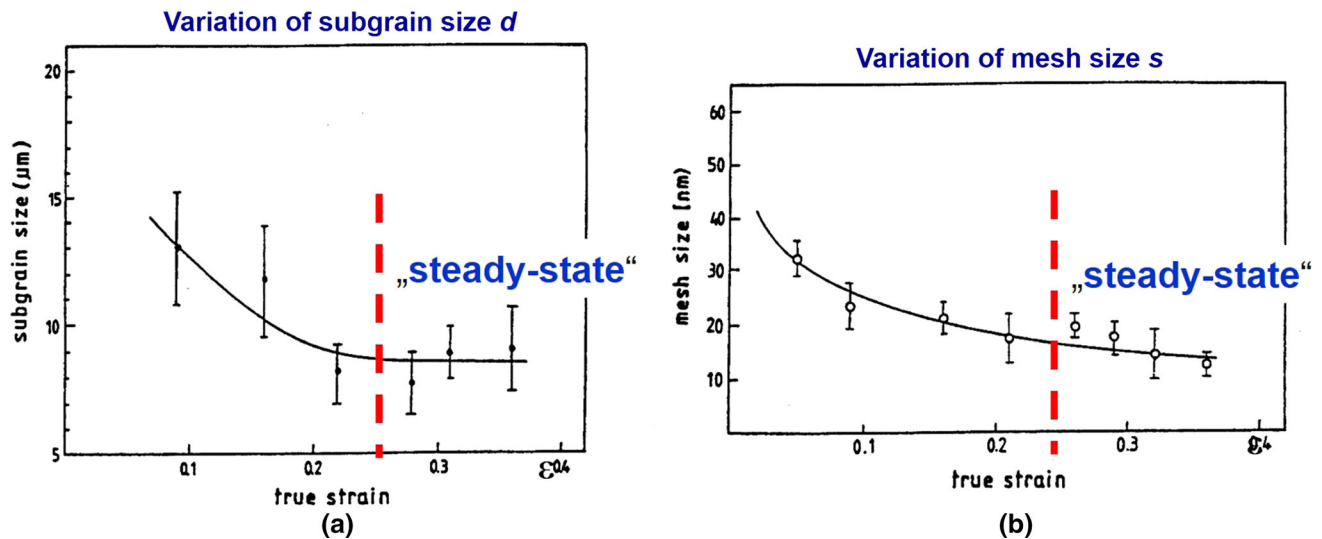 Variation of subgrain size d
20
15
10
5
subgrain size (µm)
0.1
0.2
0.3
ε0.4
true strain
„steady-state“
(a)
Variation of mesh size s
60
50
40
30
20
10
mesh size [nm]
0.1
0.2
0.3
ε.4
true strain
„steady-state“
(b)